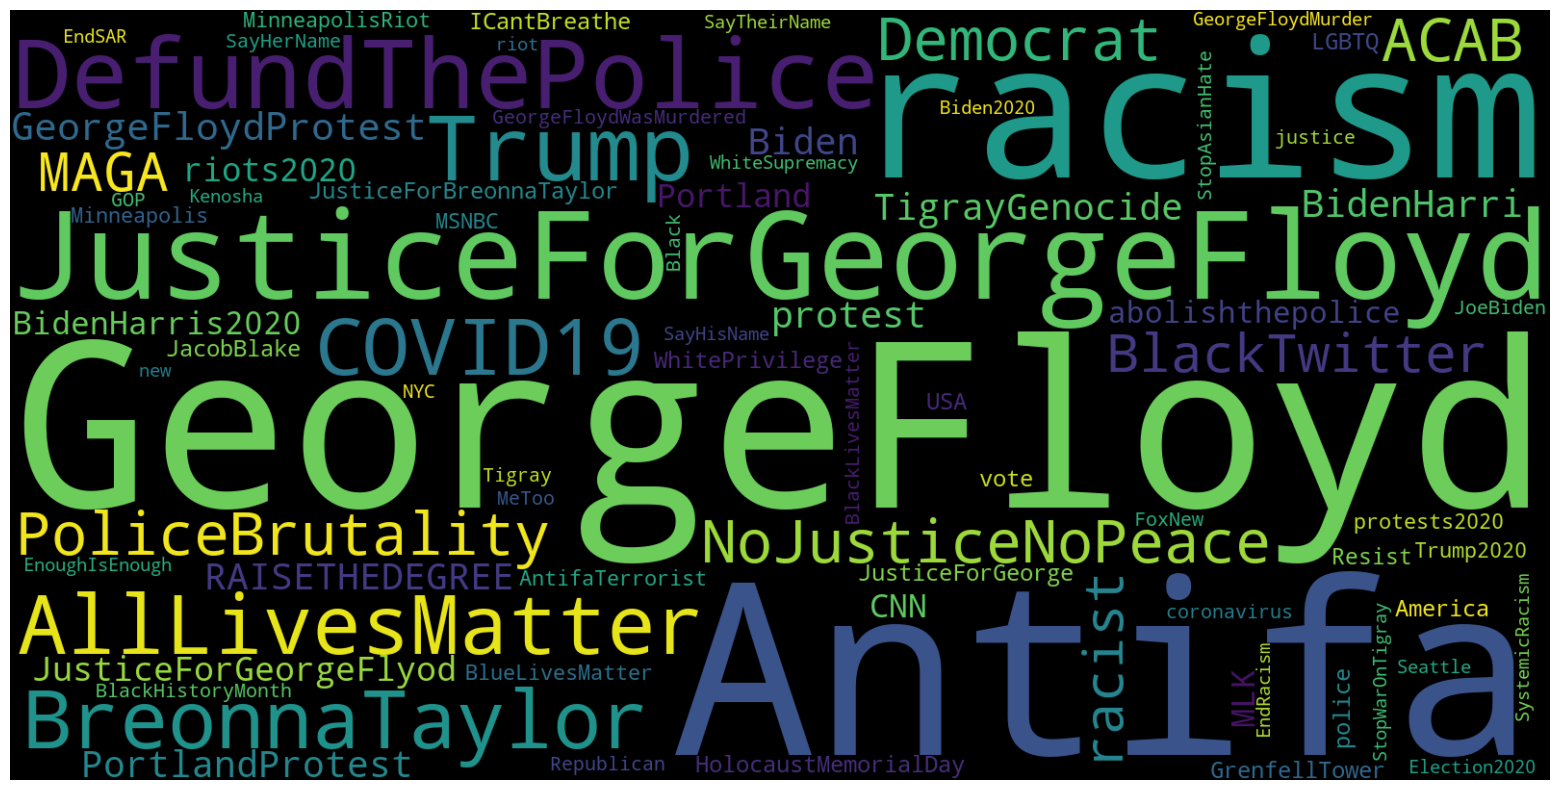 EndSAR
MinneapolisRiot
SayHerName
ICantBreathe
riot
SayTheirName
DefundThePolice
Democrat
GeorgeFloydMurder
LGBTQ
ACAB
racism
Biden2020
StopAsianHate
justice
GeorgeFloydProtest
Trump
GeorgeFloydWasMurdered
Biden
WhiteSupremacy
MAGA
riots2020
GOP
Kenosha
JusticeForBreonnaTaylor
Portland
Minneapolis
MSNBC
Black
TigrayGenocide
BidenHarri
JusticeForGeorgeFloyd
BidenHarris2020
JacobBlake
COVID19
SayHisName
protest
abolishthepolice
JoeBiden
new
NYC
WhitePrivilege
BlackLivesMatter
BlackTwitter
USA
GeorgeFloyd
Tigray
MeToo
vote
PoliceBrutality
NoJusticeNoPeace
FoxNew
protests2020
EnoughIsEnough
RAISETHEDEGREE
AntifaTerrorist
JusticeForGeorge
Resist
Trump2020
AllLivesMatter
CNN
racist
coronavirus
America
JusticeForGeorgeFlyod
BlueLivesMatter
Antifa
MLK
EndRacism
police
StopWarOnTigray
Seattle
SystemicRacism
BlackHistoryMonth
BreonnaTaylor
PortlandProtest
Republican
HolocaustMemorialDay
GrenfellTower
Election2020